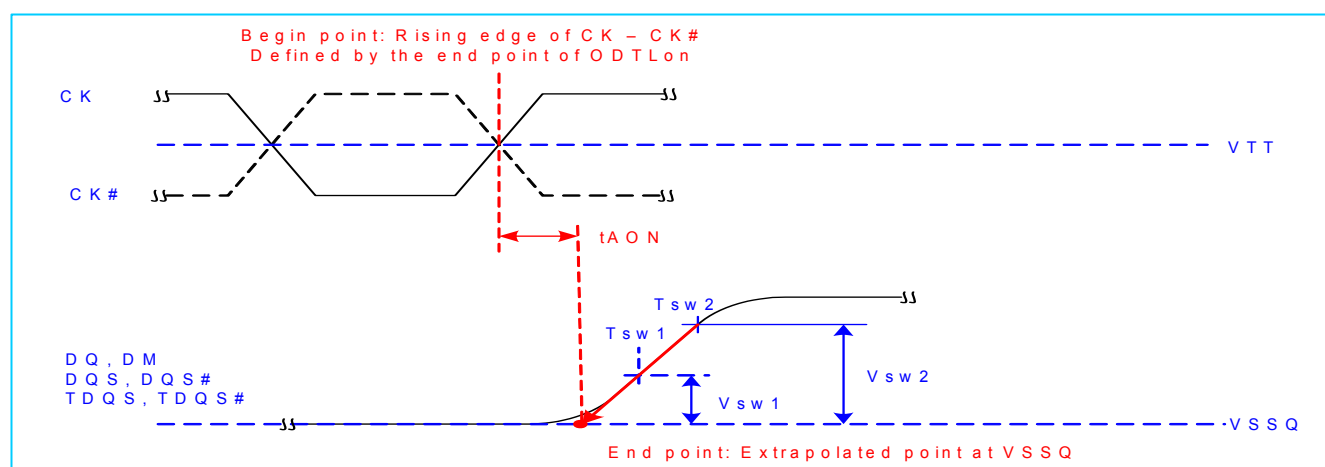 Begin point: Rising edge of CK – CK#
Defined by the end point of ODTLon
CK
VTT
CK#
tAON
Tsw2
Tsw1
DQ, DM
DQS, DQS#
TDQS, TDQS#
Vsw2
Vsw1
VSSQ
End point: Extrapolated point at VSSQ